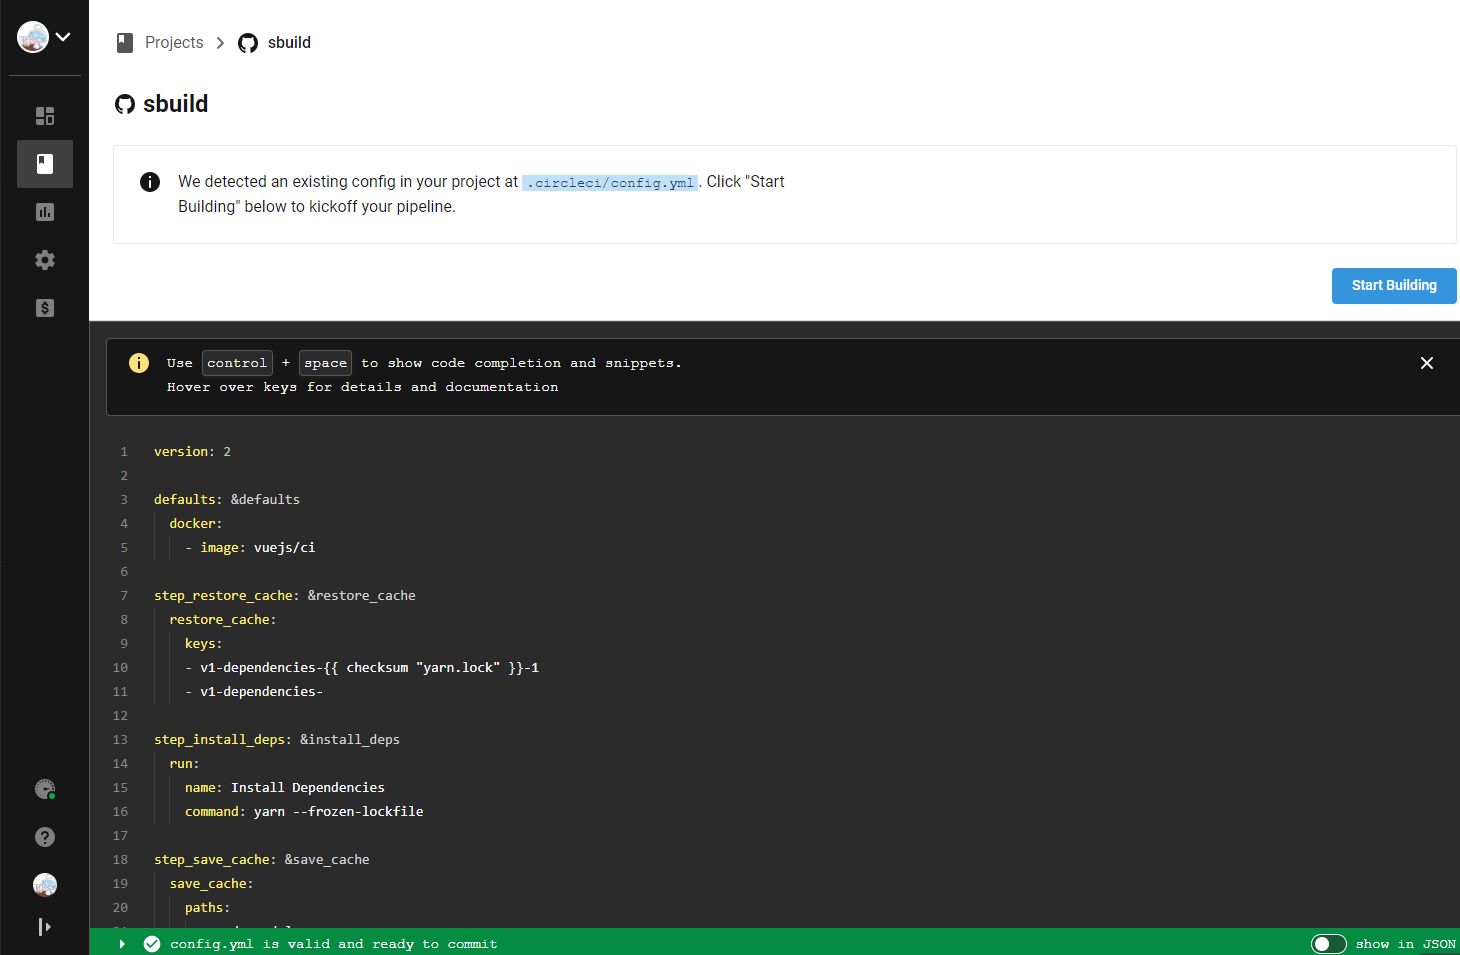 Projects > sbuild
sbuild
We detected an existing config in your project at .circleci/config.yml. Click "Start
Building" below to kickoff your pipeline.
Start Building
Use control + space to show code completion and snippets.
Hover over keys for details and documentation
1 version: 2
2
3 defaults: &defaults
4 docker:
5 - image: vuejs/ci
6
7 step_restore_cache: &restore_cache
8 restore_cache:
9 keys:
10 - v1-dependencies-{{ checksum "yarn.lock" }}-1
11 - v1-dependencies-
12
13 step_install_deps: &install_deps
14 run:
15 name: Install Dependencies
16 command: yarn --frozen-lockfile
17
18 step_save_cache: &save_cache
19 save_cache:
20 paths:
config.yml is valid and ready to commit
show in JSON